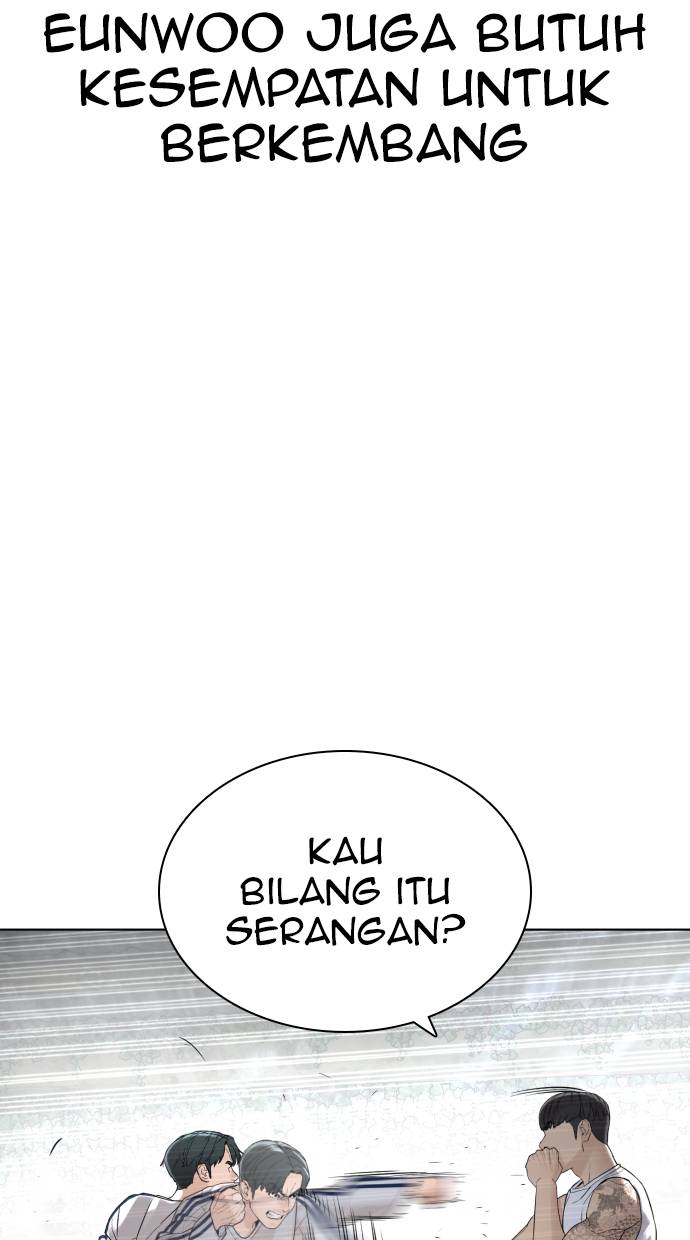 EUNWOO JUGA BUTUH
KESEMPATAN UNTUK
BERKEMBANG
KAU
BILANG ITU
SERANGAN?